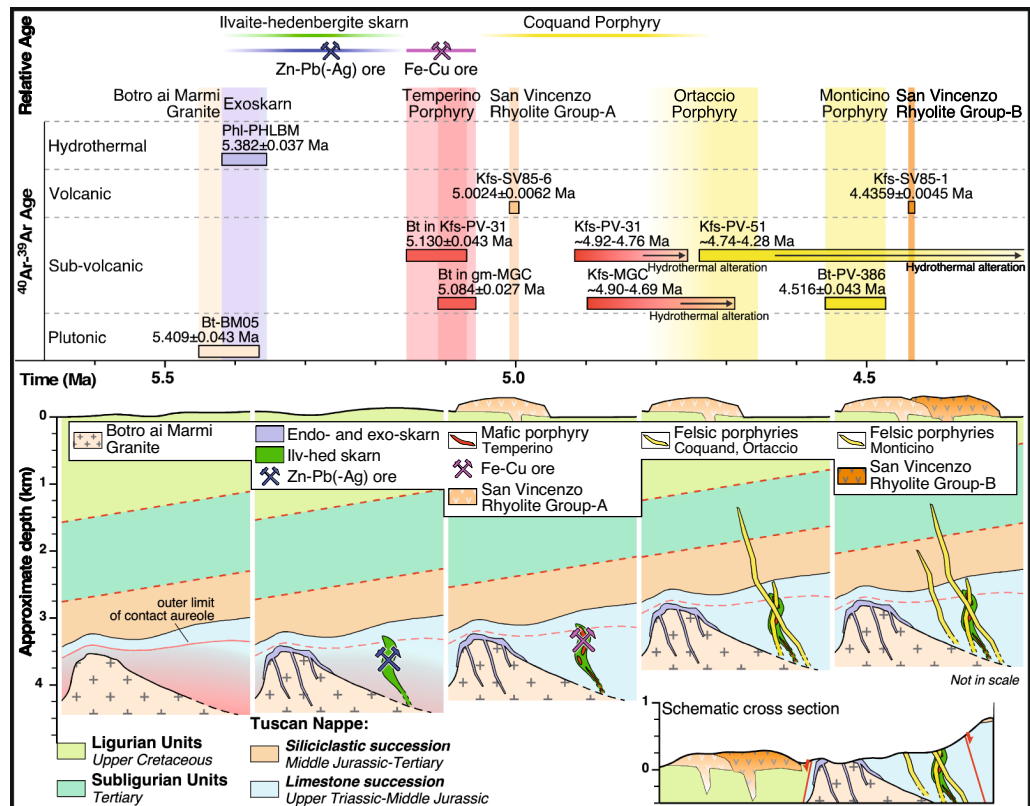 Relative Age
Ilvaite-hedenbergite skarn
Coquand Porphyry
Zn-Pb(-Ag) ore
Fe-Cu ore
Botro ai Marmi
Granite
Exoskarn
Temperino
Porphyry
San Vincenzo
Rhyolite Group-A
Ortaccio
Porphyry
Monticino
Porphyry
San Vincenzo
Rhyolite Group-B
40Ar-39Ar Age
Hydrothermal
Phl-PHLBM
5.382±0.037 Ma
Volcanic
Kfs-SV85-6
5.0024±0.0062 Ma
Kfs-SV85-1
4.4359±0.0045 Ma
Sub-volcanic
Bt in Kfs-PV-31
5.130±0.043 Ma
Kfs-PV-31
~4.92-4.76 Ma
Hydrothermal alteration
Kfs-PV-51
~4.74-4.28 Ma
Hydrothermal alteration
Bt in gm-MGC
5.084±0.027 Ma
Kfs-MGC
~4.90-4.69 Ma
Hydrothermal alteration
Bt-PV-386
4.516±0.043 Ma
Plutonic
Bt-BM05
5.409±0.043 Ma
Time (Ma)
5.5
5.0
4.5
Approximate depth (km)
0
1
2
3
4
Botro ai Marmi
Granite
Endo- and exo-skarn
Ilv-hed skarn
Zn-Pb(-Ag) ore
Mafic porphyry
Temperino
Fe-Cu ore
San Vincenzo
Rhyolite Group-A
Felsic porphyries
Coquand, Ortaccio
Felsic porphyries
Monticino
San Vincenzo
Rhyolite Group-B
outer limit
of contact aureole
Not in scale
Ligurian Units
Upper Cretaceous
Subligurian Units
Tertiary
Tuscan Nappe:
Siliciclastic succession
Middle Jurassic-Tertiary
Limestone succession
Upper Triassic-Middle Jurassic
Schematic cross section
1
0